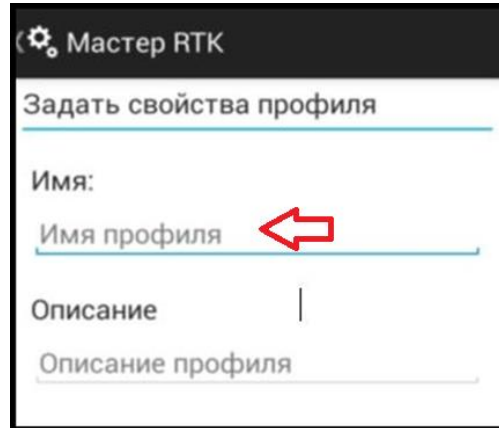 Мастер RTK
Задать свойства профиля
Имя:
Имя профиля
Описание
Описание профиля